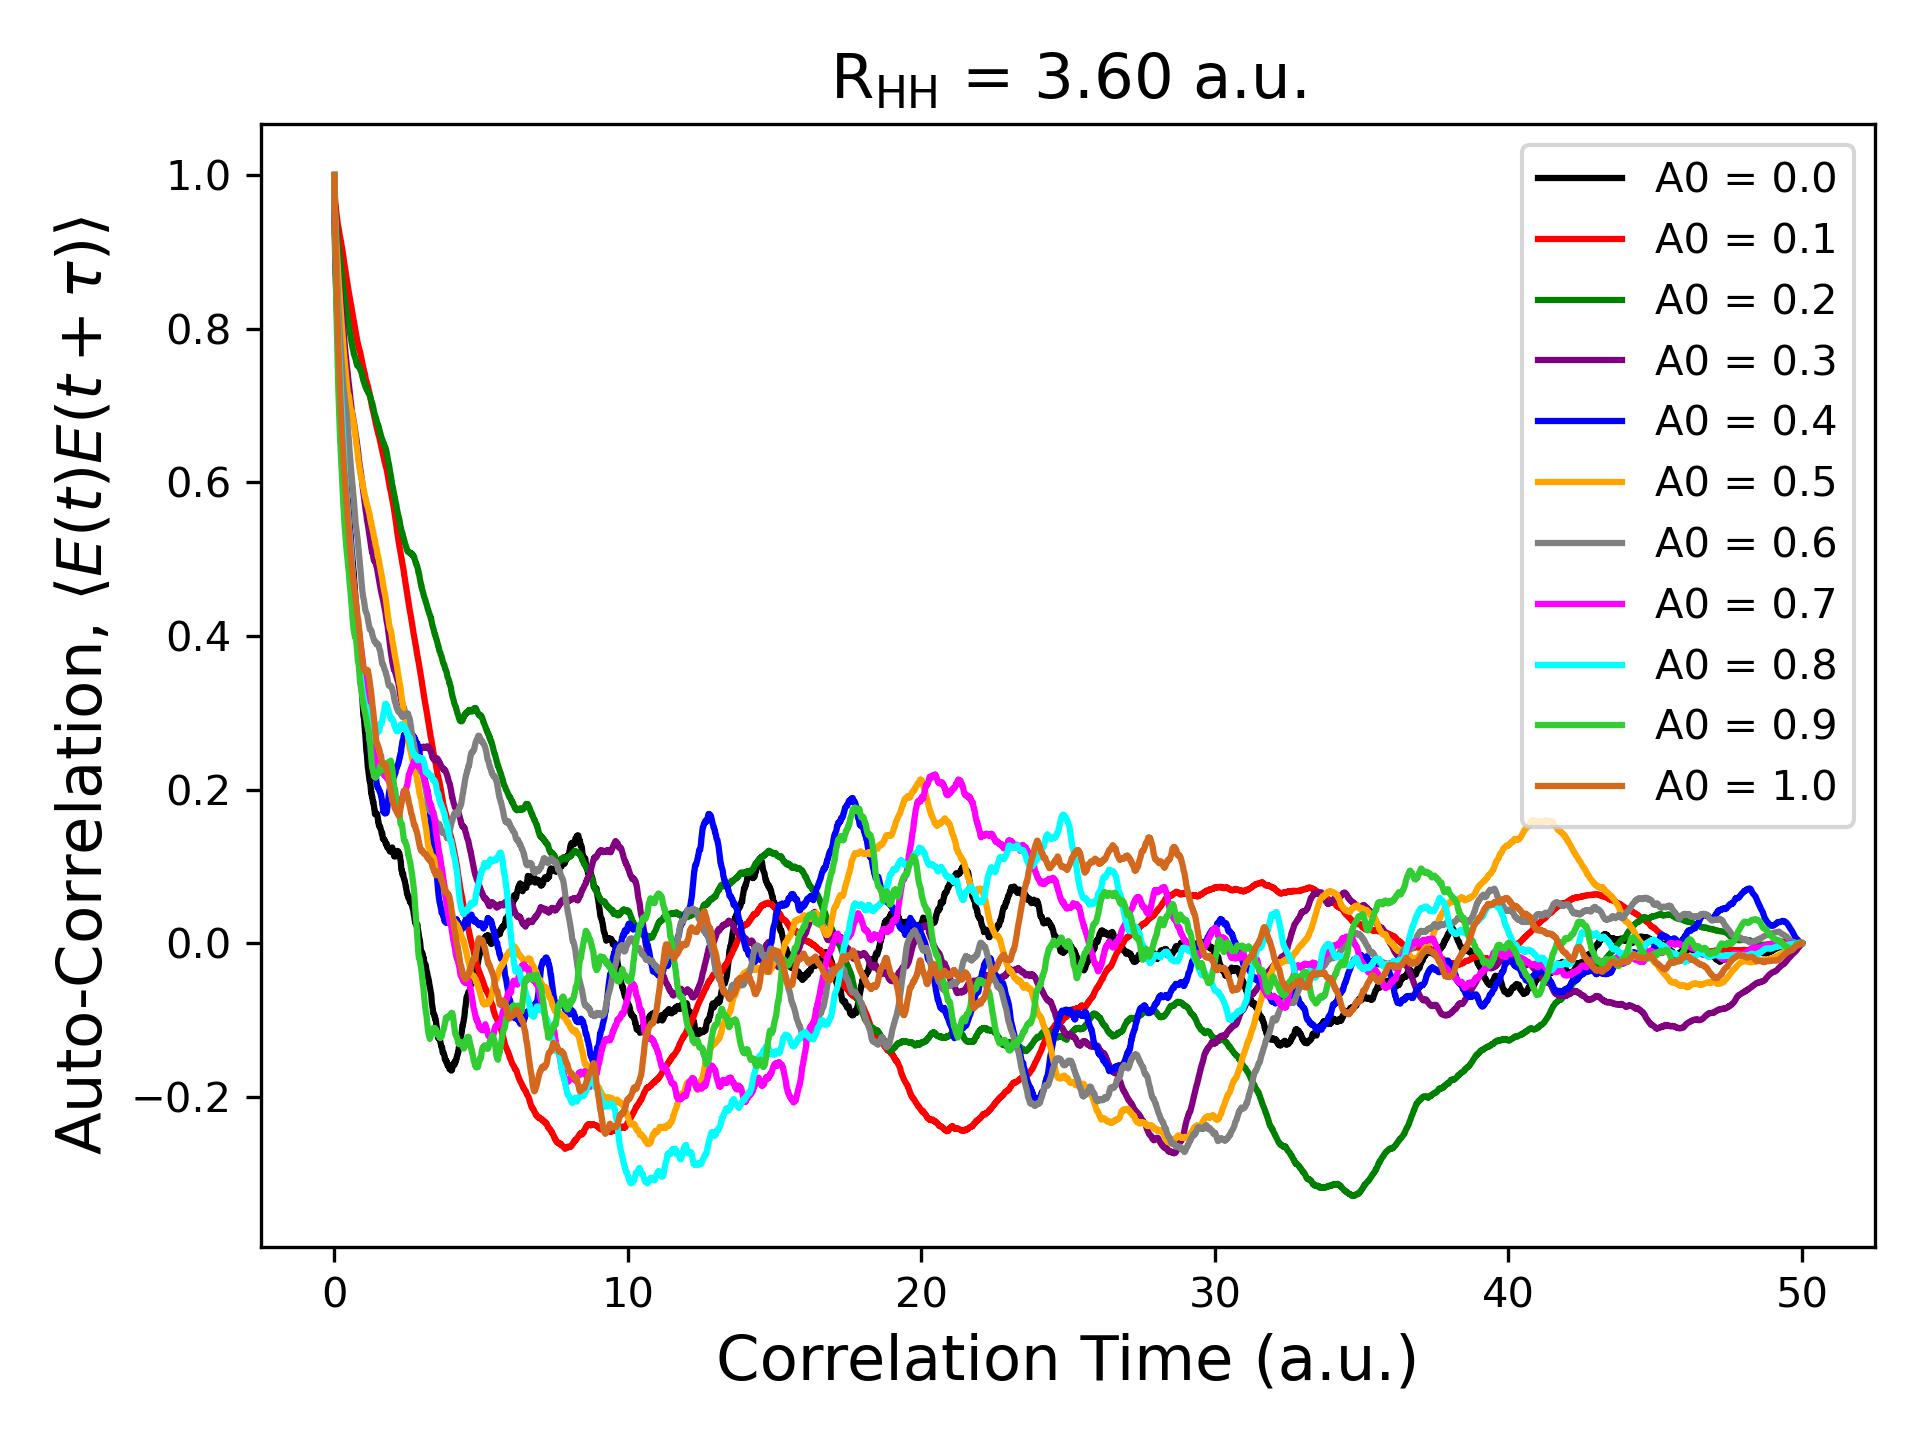 R_HH = 3.60 a.u.
Auto-Correlation, ⟨E(t)E(t + τ)⟩
1.0
0.8
0.6
0.4
0.2
0.0
−0.2
A0 = 0.0
A0 = 0.1
A0 = 0.2
A0 = 0.3
A0 = 0.4
A0 = 0.5
A0 = 0.6
A0 = 0.7
A0 = 0.8
A0 = 0.9
A0 = 1.0
0 10 20 30 40 50
Correlation Time (a.u.)